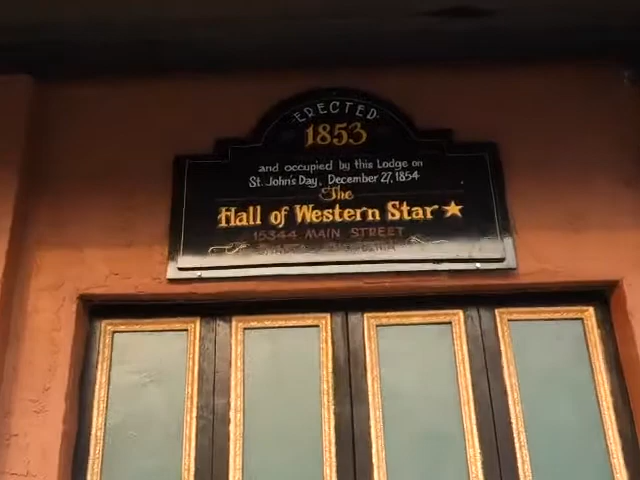 ERECTED
1853
and occupied by this Lodge on
St. John's Day, December 27, 1854
The
Hall of Western Star
15344 MAIN STREET